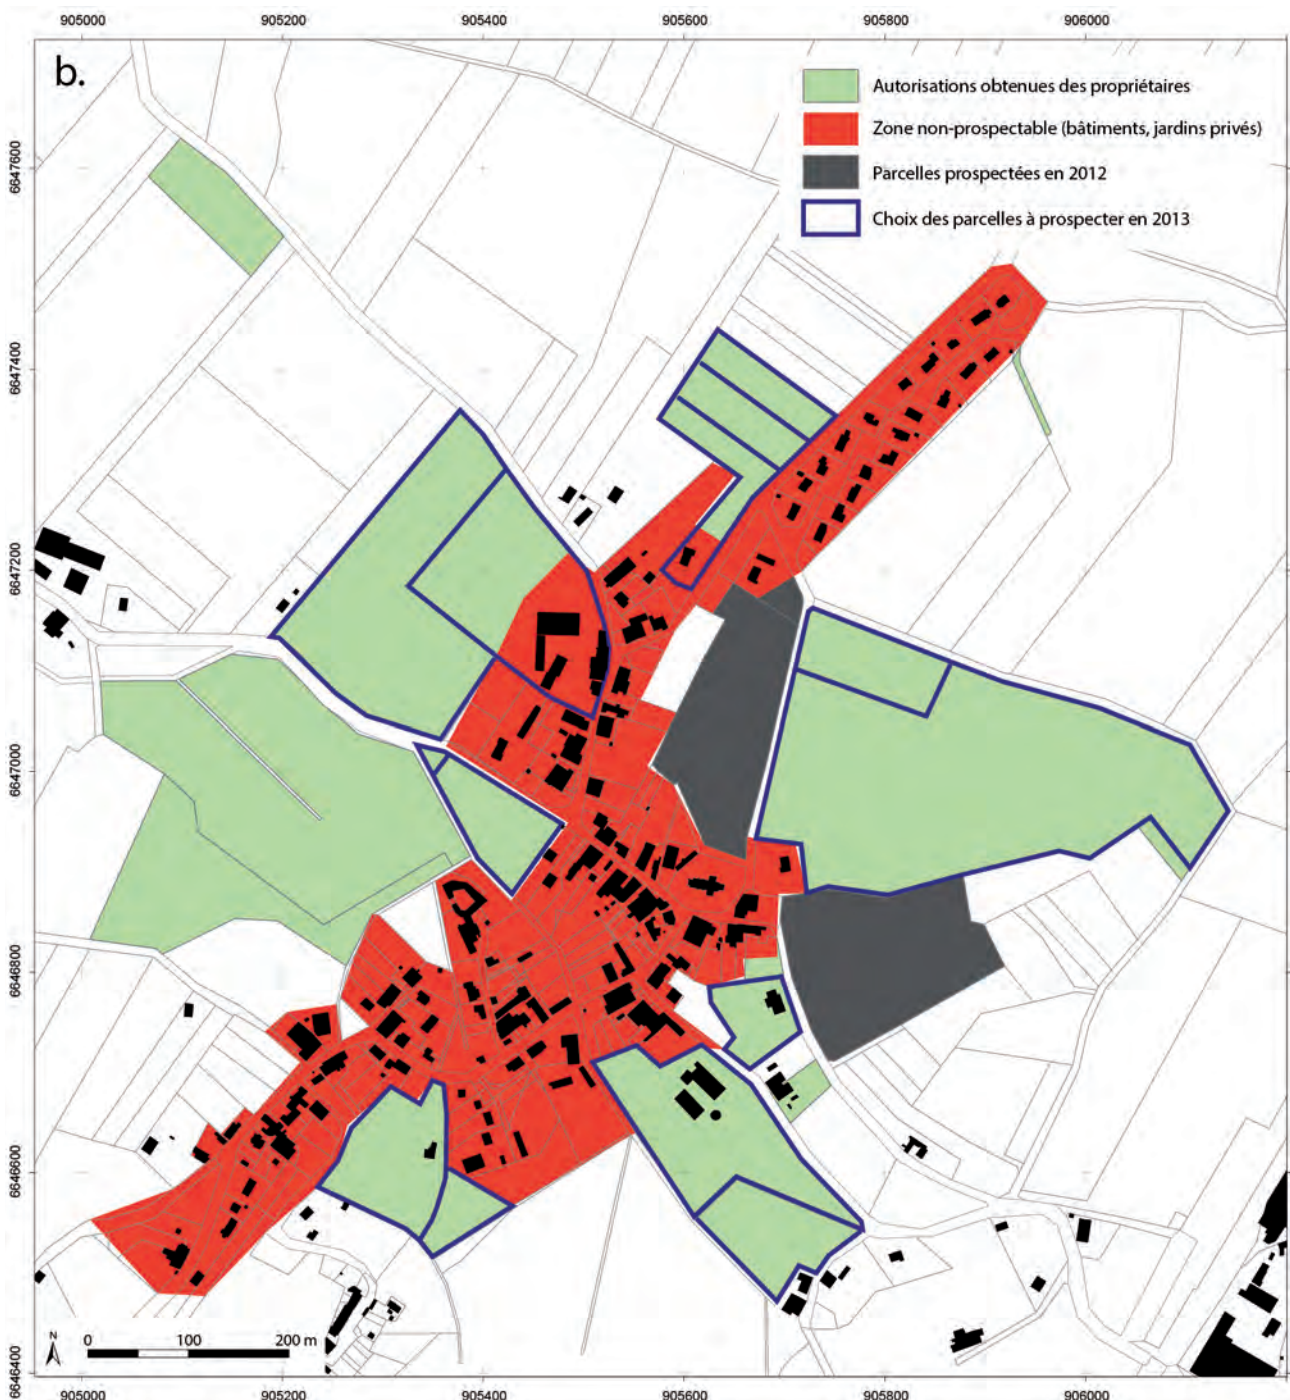 905000 905200 905400 905600 905800 906000
b.
Autorisations obtenues des propriétaires
Zone non-prospectable (bâtiments, jardins privés)
Parcelles prospectées en 2012
Choix des parcelles à prospecter en 2013
6647600
6647400
6647200
6647000
6646800
6646600
6646400
N
0 100 200 m
905000 905200 905400 905600 905800 906000